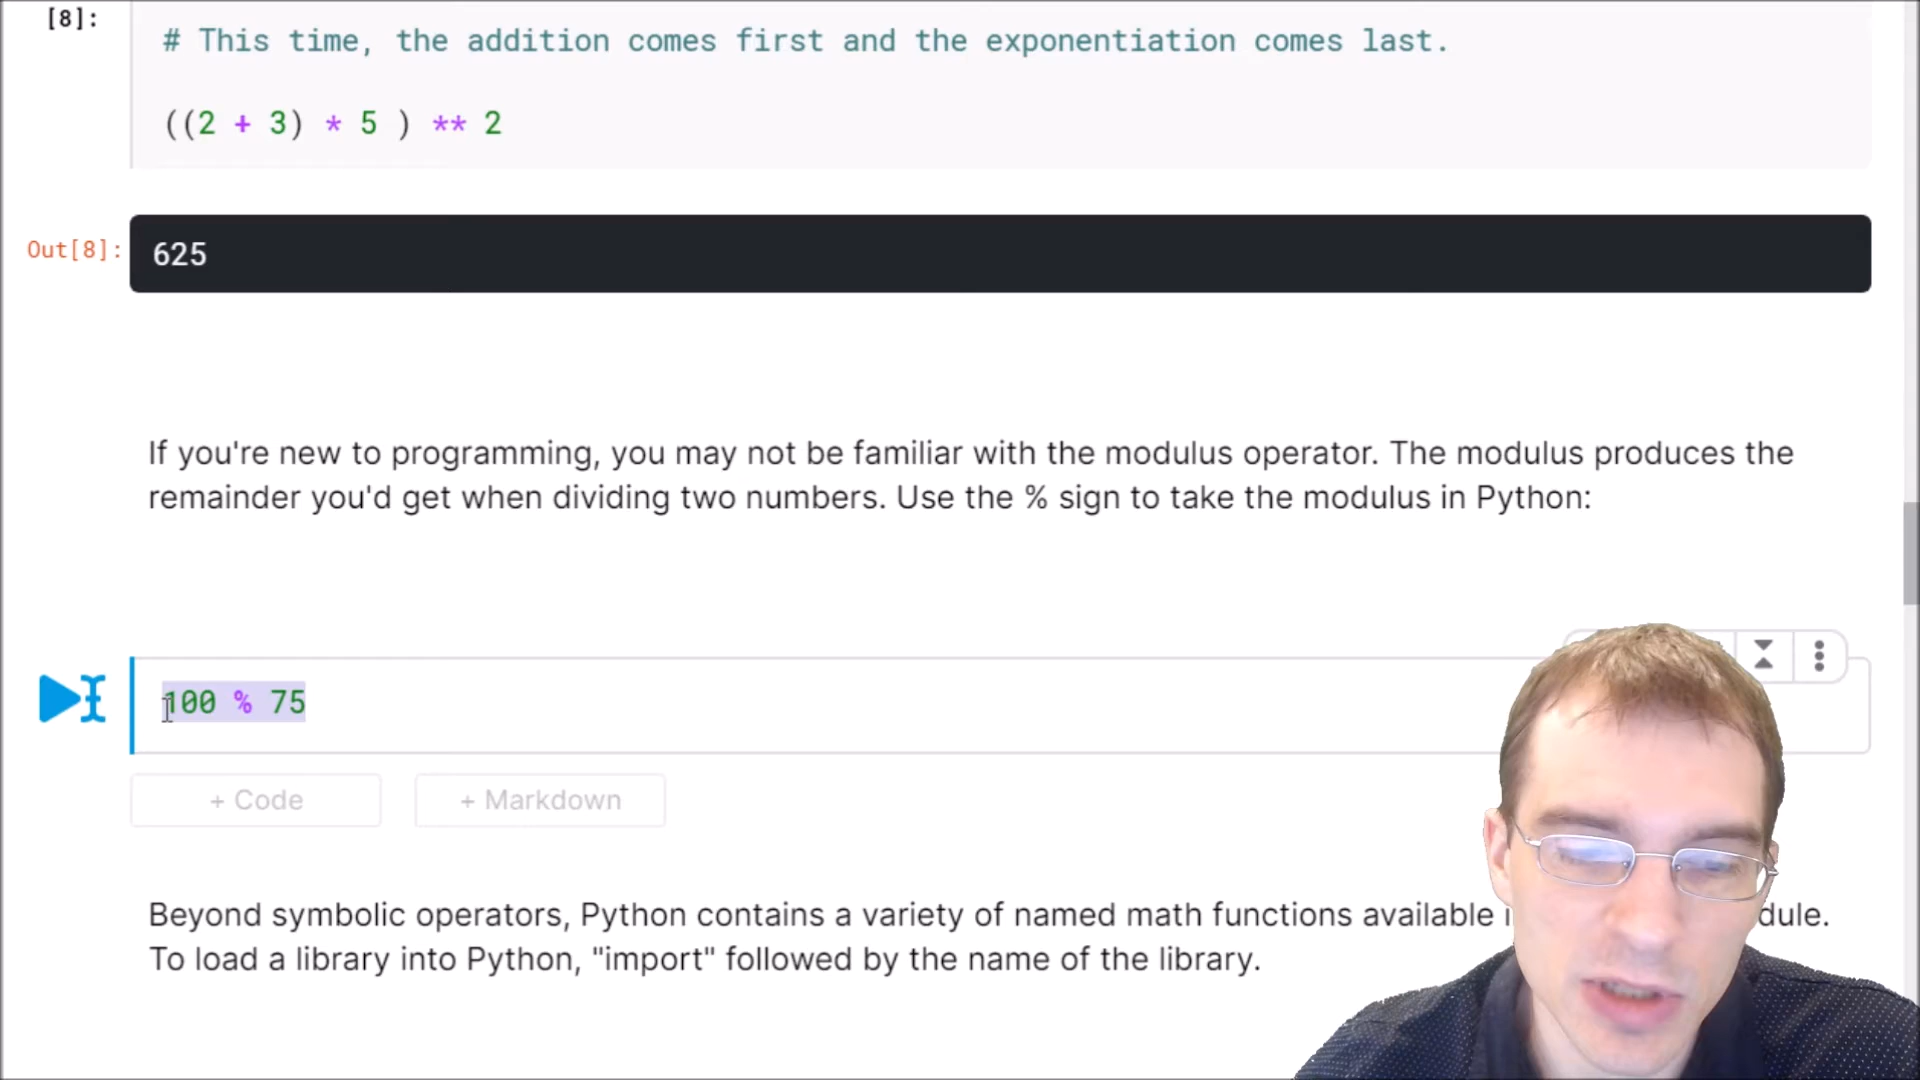 [8]:
# This time, the addition comes first and the exponentiation comes last.
((2 + 3) * 5 ) ** 2
Out[8]:
625
If you're new to programming, you may not be familiar with the modulus operator. The modulus produces the
remainder you'd get when dividing two numbers. Use the % sign to take the modulus in Python:
100 % 75
+ Code
+ Markdown
Beyond symbolic operators, Python contains a variety of named math functions available
To load a library into Python, "import" followed by the name of the library.